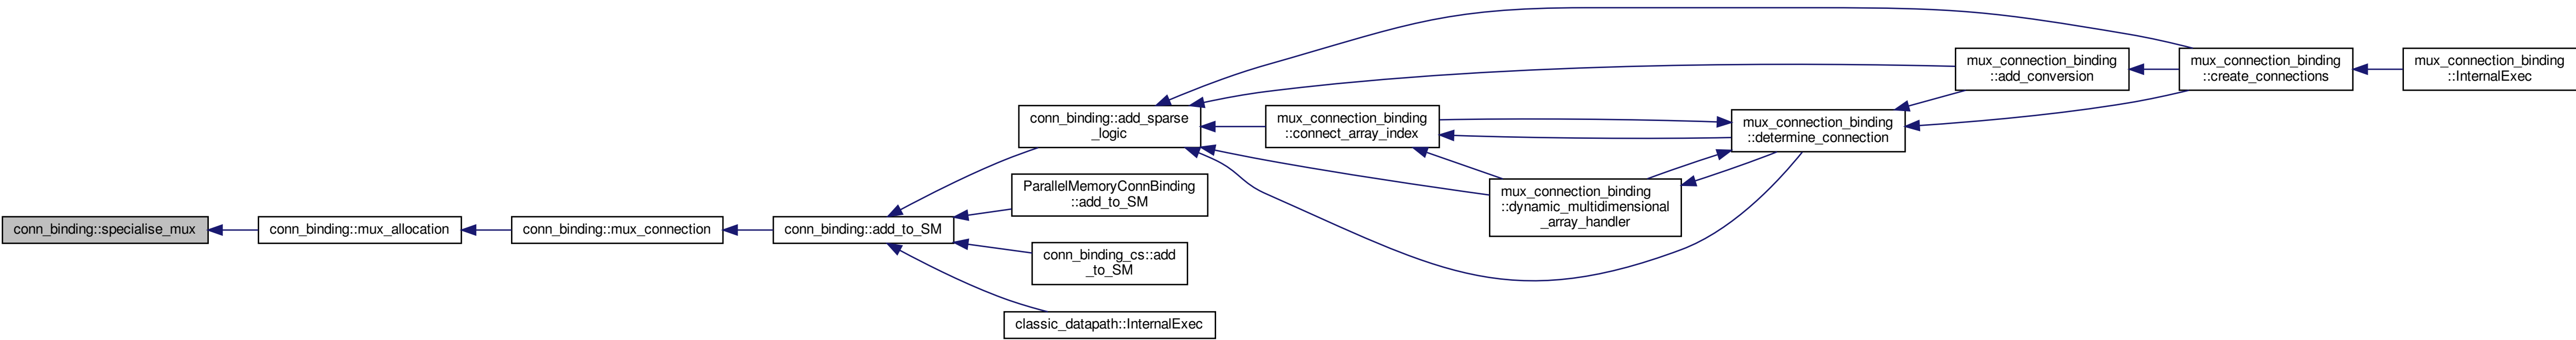 conn_binding::specialise_mux
conn_binding::mux_allocation
conn_binding::mux_connection
conn_binding::add_to_SM
conn_binding::add_sparse
_logic
ParallelMemoryConnBinding
::add_to_SM
conn_binding_cs::add
_to_SM
classic_datapath::InternalExec
mux_connection_binding
::connect_array_index
mux_connection_binding
::dynamic_multidimensional
_array_handler
mux_connection_binding
::determine_connection
mux_connection_binding
::add_conversion
mux_connection_binding
::create_connections
mux_connection_binding
::InternalExec